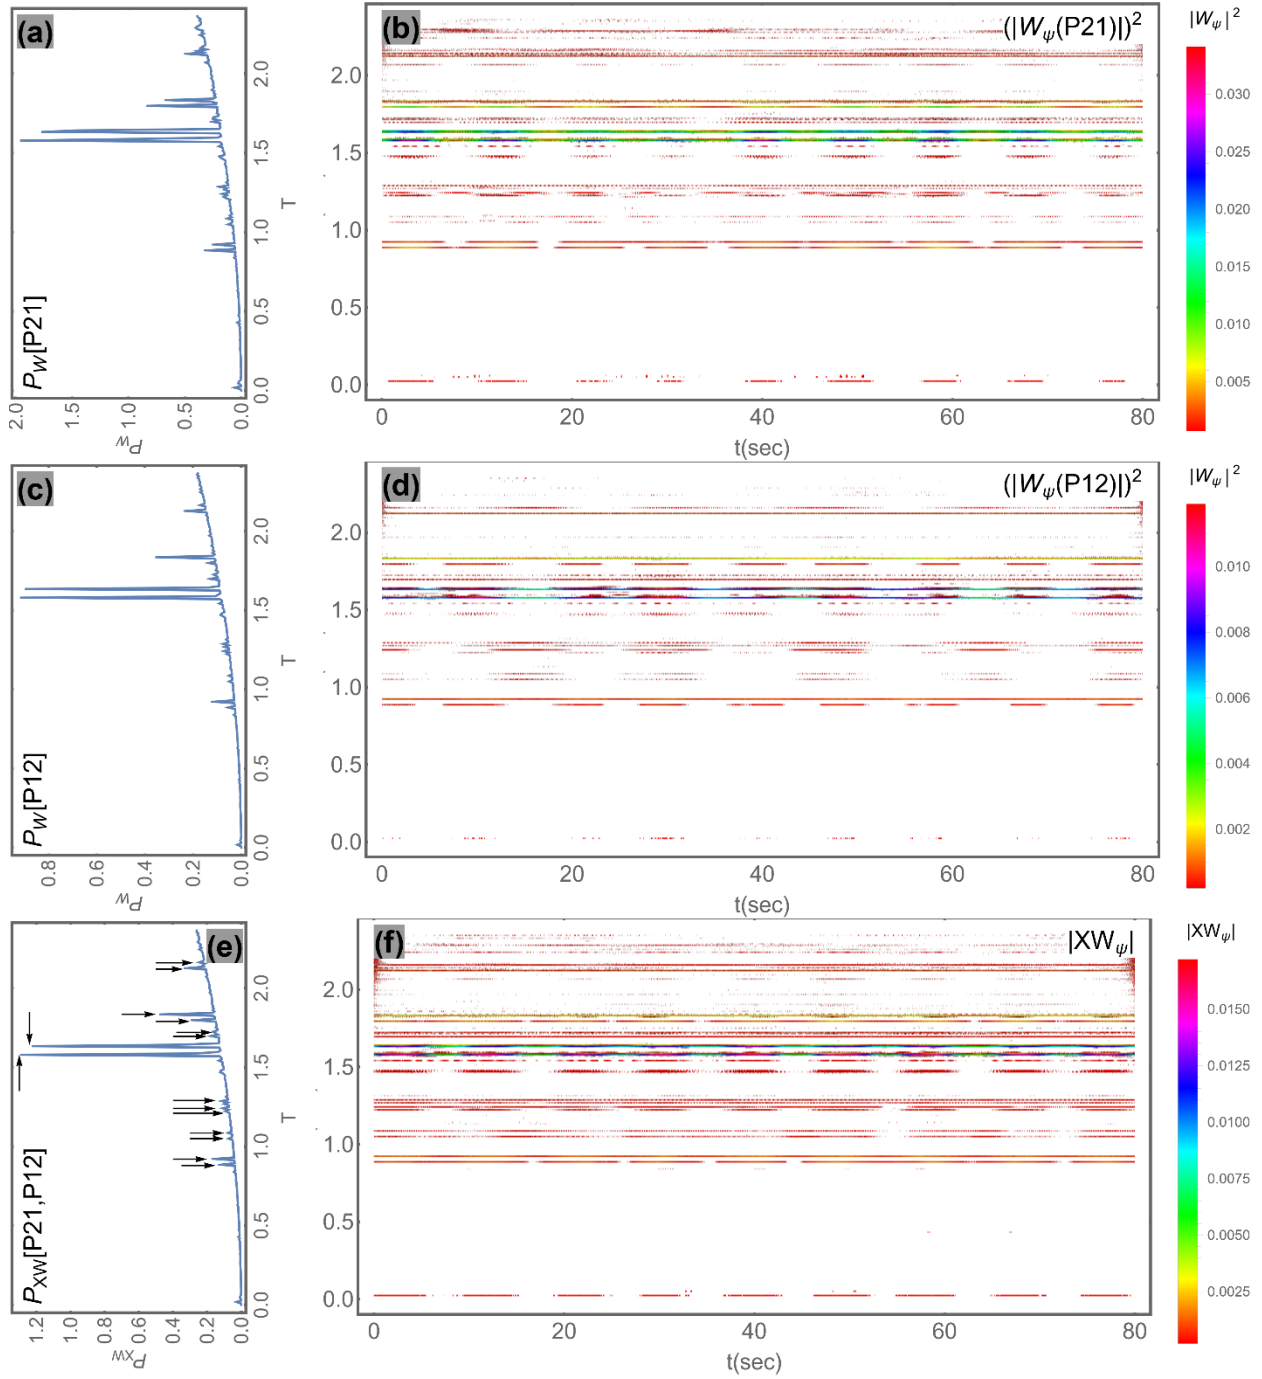 (a)
P_W[P21]
2.0 1.5 1.0 0.5 0.0
P_W
0.0 0.5 1.0 1.5 2.0
T
(b)
(|W_ψ(P21)|)²
2.0
1.5
1.0
0.5
0.0
0 20 40 60 80
t(sec)
|W_ψ|²
0.030
0.025
0.020
0.015
0.010
0.005
(c)
P_W[P12]
0.8 0.6 0.4 0.2 0.0
P_W
0.0 0.5 1.0 1.5 2.0
T
(d)
(|W_ψ(P12)|)²
2.0
1.5
1.0
0.5
0.0
0 20 40 60 80
t(sec)
|W_ψ|²
0.010
0.008
0.006
0.004
0.002
(e)
P_XW[P21,P12]
1.2 1.0 0.8 0.6 0.4 0.2 0.0
P_XW
0.0 0.5 1.0 1.5 2.0
T
(f)
|XW_ψ|
2.0
1.5
1.0
0.5
0.0
0 20 40 60 80
t(sec)
|XW_ψ|
0.0150
0.0125
0.0100
0.0075
0.0050
0.0025